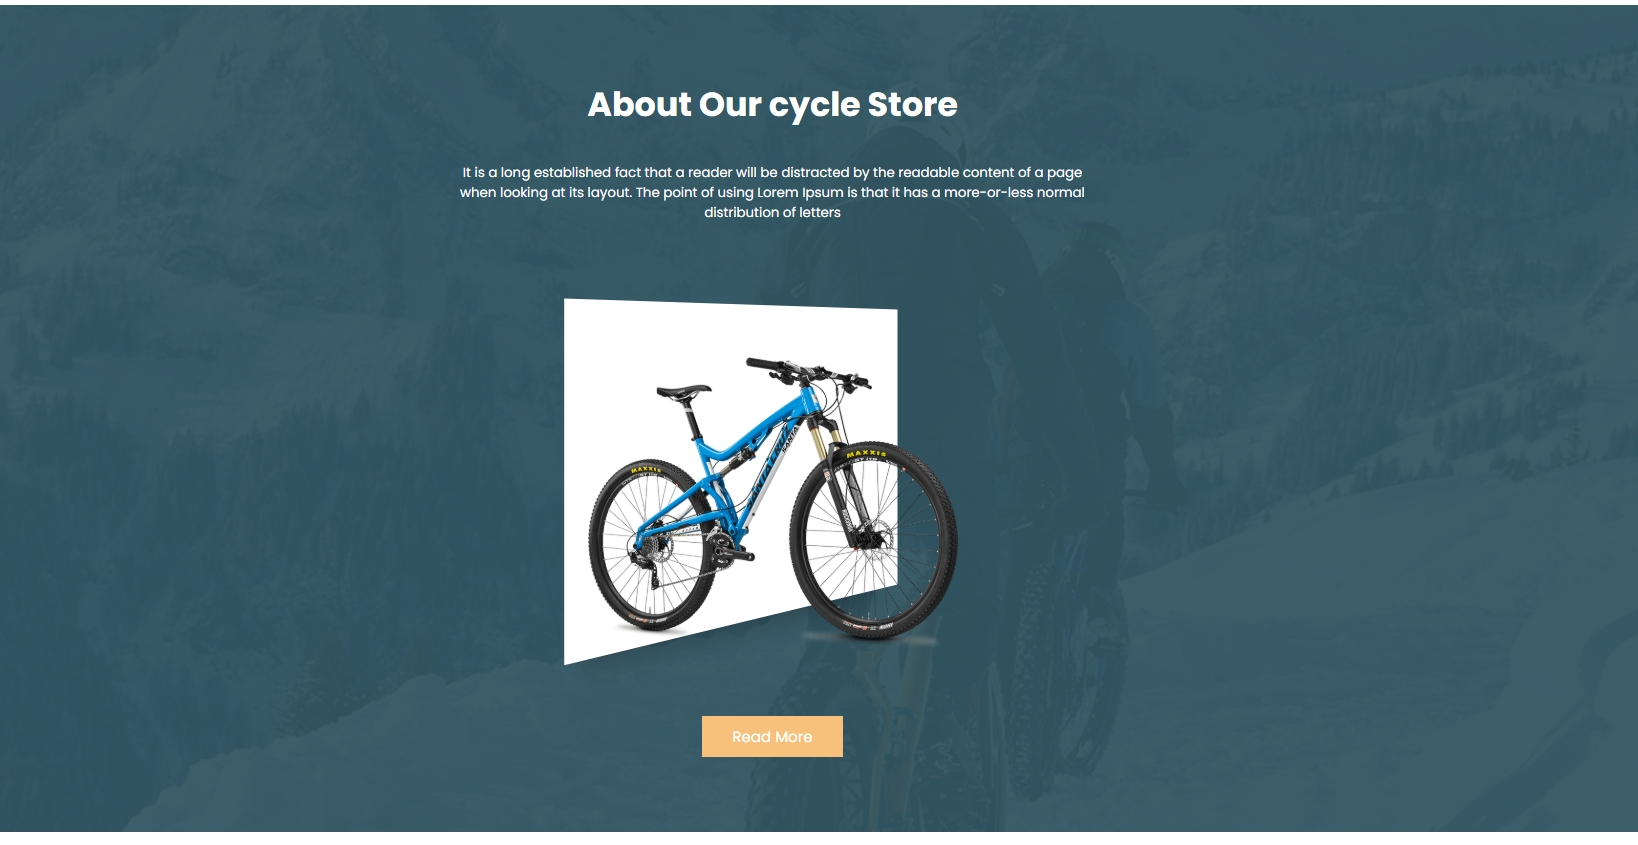 About Our cycle Store
It is a long established fact that a reader will be distracted by the readable content of a page
when looking at its layout. The point of using Lorem Ipsum is that it has a more-or-less normal
distribution of letters
MAXXIS
MAXXIS
Read More